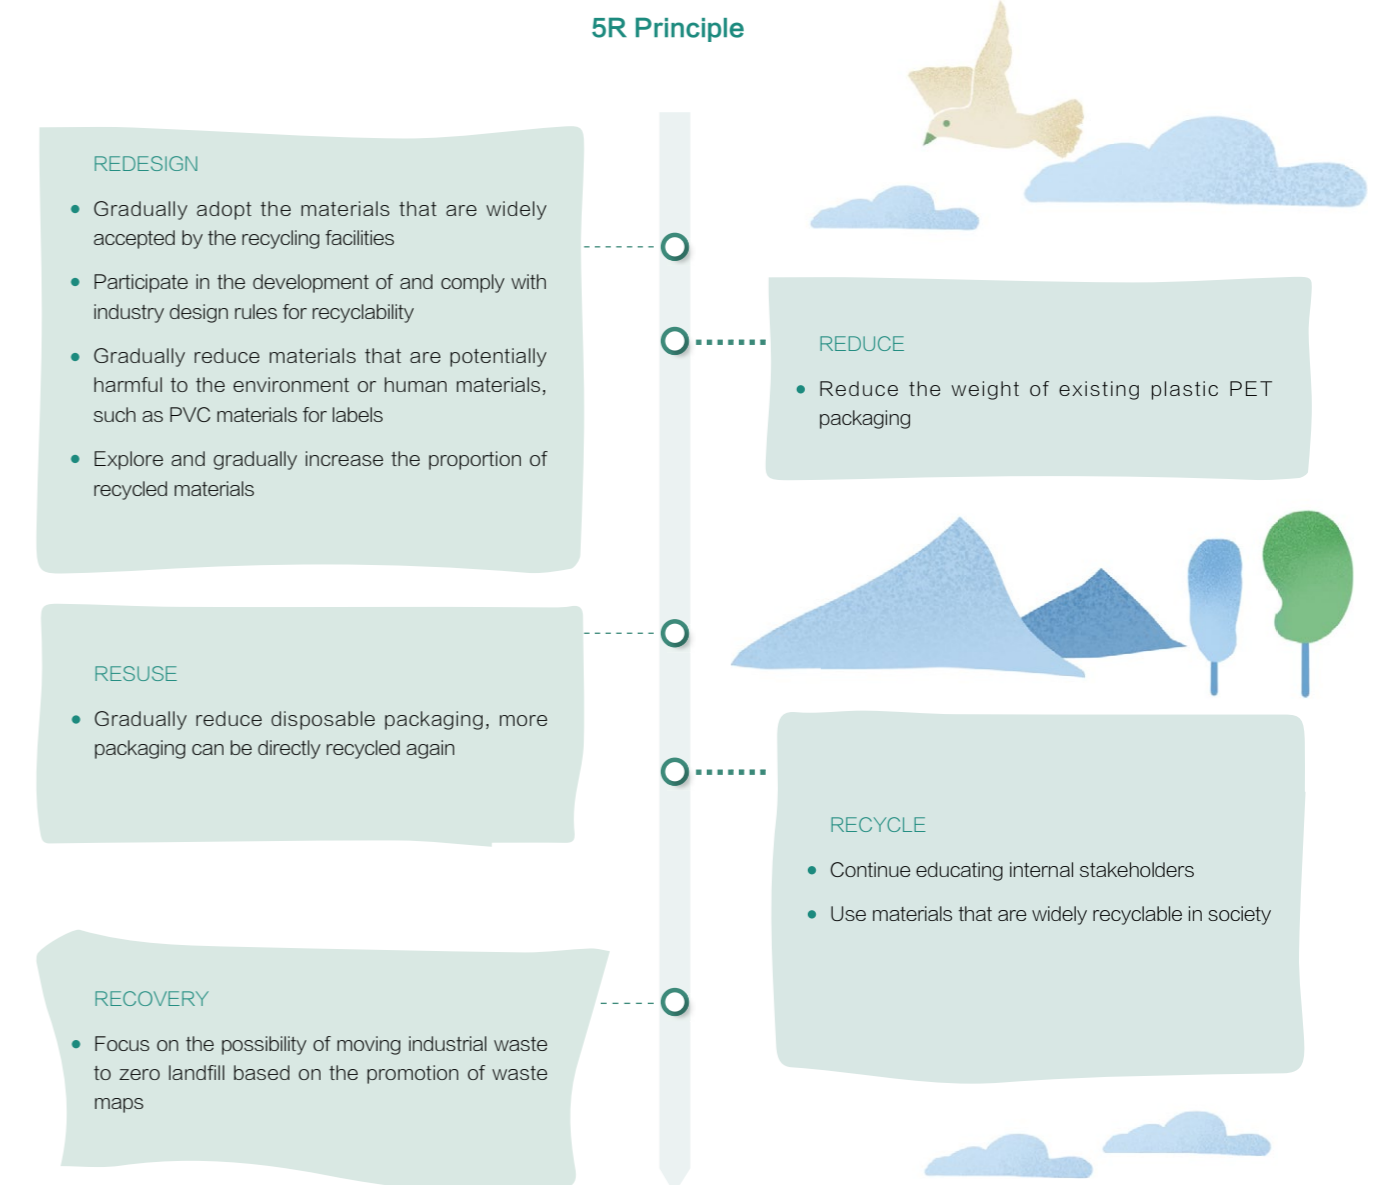 5R Principle
REDESIGN
• Gradually adopt the materials that are widely
accepted by the recycling facilities
• Participate in the development of and comply with
industry design rules for recyclability
• Gradually reduce materials that are potentially
harmful to the environment or human materials,
such as PVC materials for labels
• Explore and gradually increase the proportion of
recycled materials
REDUCE
• Reduce the weight of existing plastic PET
packaging
RESUSE
• Gradually reduce disposable packaging, more
packaging can be directly recycled again
RECYCLE
• Continue educating internal stakeholders
• Use materials that are widely recyclable in society
RECOVERY
• Focus on the possibility of moving industrial waste
to zero landfill based on the promotion of waste
maps